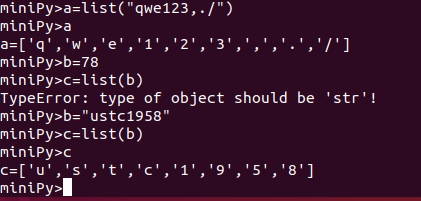 miniPy>a=list("qwe123,./")
miniPy>a
a=['q','w','e','1','2','3',',','.','/']
miniPy>b=78
miniPy>c=list(b)
TypeError: type of object should be 'str'!
miniPy>b="ustc1958"
miniPy>c=list(b)
miniPy>c
c=['u','s','t','c','1','9','5','8']
miniPy>